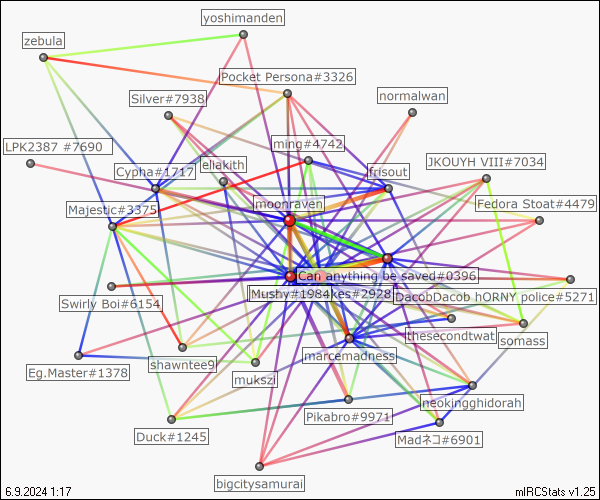 yoshimanden
zebula
Pocket Persona#3326
Silver#7938
normalwan
ming#4742
LPK2387 #7690
Cypha#1717
eliakith
frisout
JKOUYH VIII#7034
Majestic#3375
moonraven
Fedora Stoat#4479
Can anything be saved#0396
Swirly Boi#6154
Mushy#1984
kes#2928
DacobDacob HORNY police#5271
thesecondtwat
somass
marcemadness
shawntee9
Eg.Master#1378
mukszi
neokingghidorah
Pikabro#9971
Duck#1245
Madネコ#6901
bigcitysamurai
6.9.2024 1:17
mIRCStats v1.25